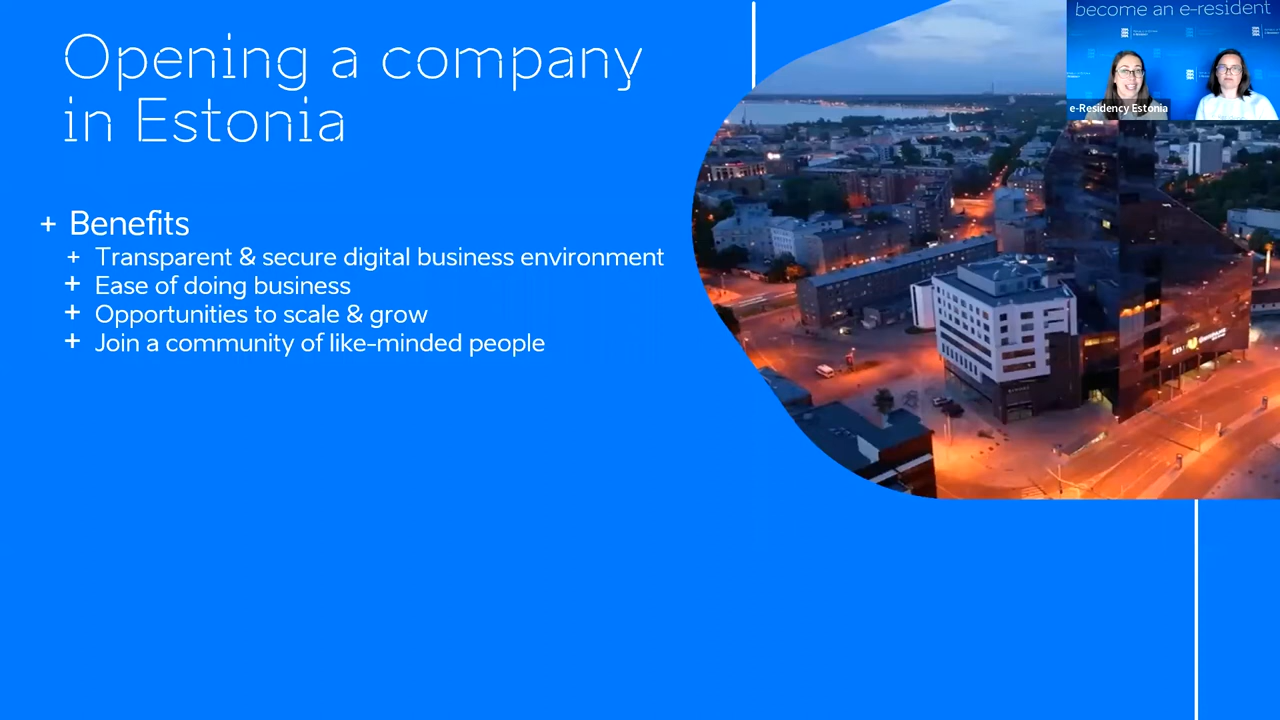 Opening a company
in Estonia
+ Benefits
+ Transparent & secure digital business environment
+ Ease of doing business
+ Opportunities to scale & grow
+ Join a community of like-minded people
become an e-resident
e-Residency Estonia